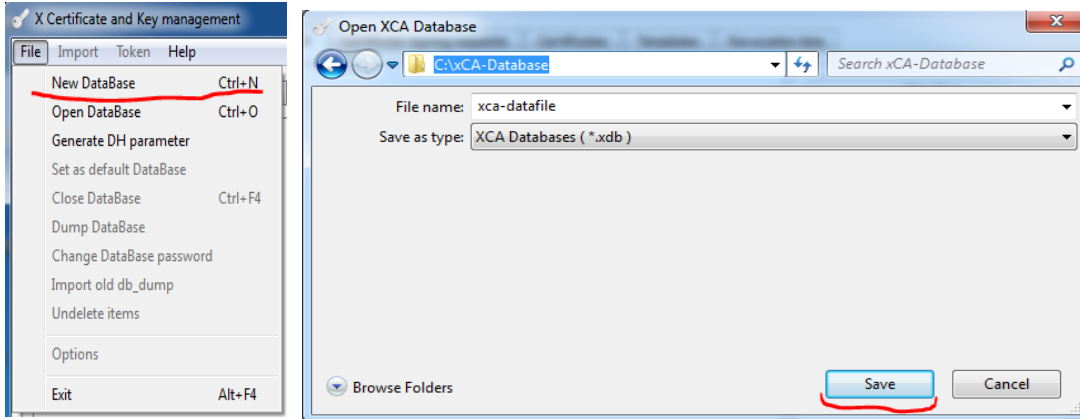 X Certificate and Key management
File Import Token Help
New DataBase Ctrl+N
Open DataBase Ctrl+O
Generate DH parameter
Set as default DataBase
Close DataBase Ctrl+F4
Dump DataBase
Change DataBase password
Import old db_dump
Undelete items
Options
Exit Alt+F4
Open XCA Database
C:\xCA-Database
Search xCA-Database
File name: xca-datafile
Save as type: XCA Databases ( *.xdb )
Browse Folders
Save Cancel